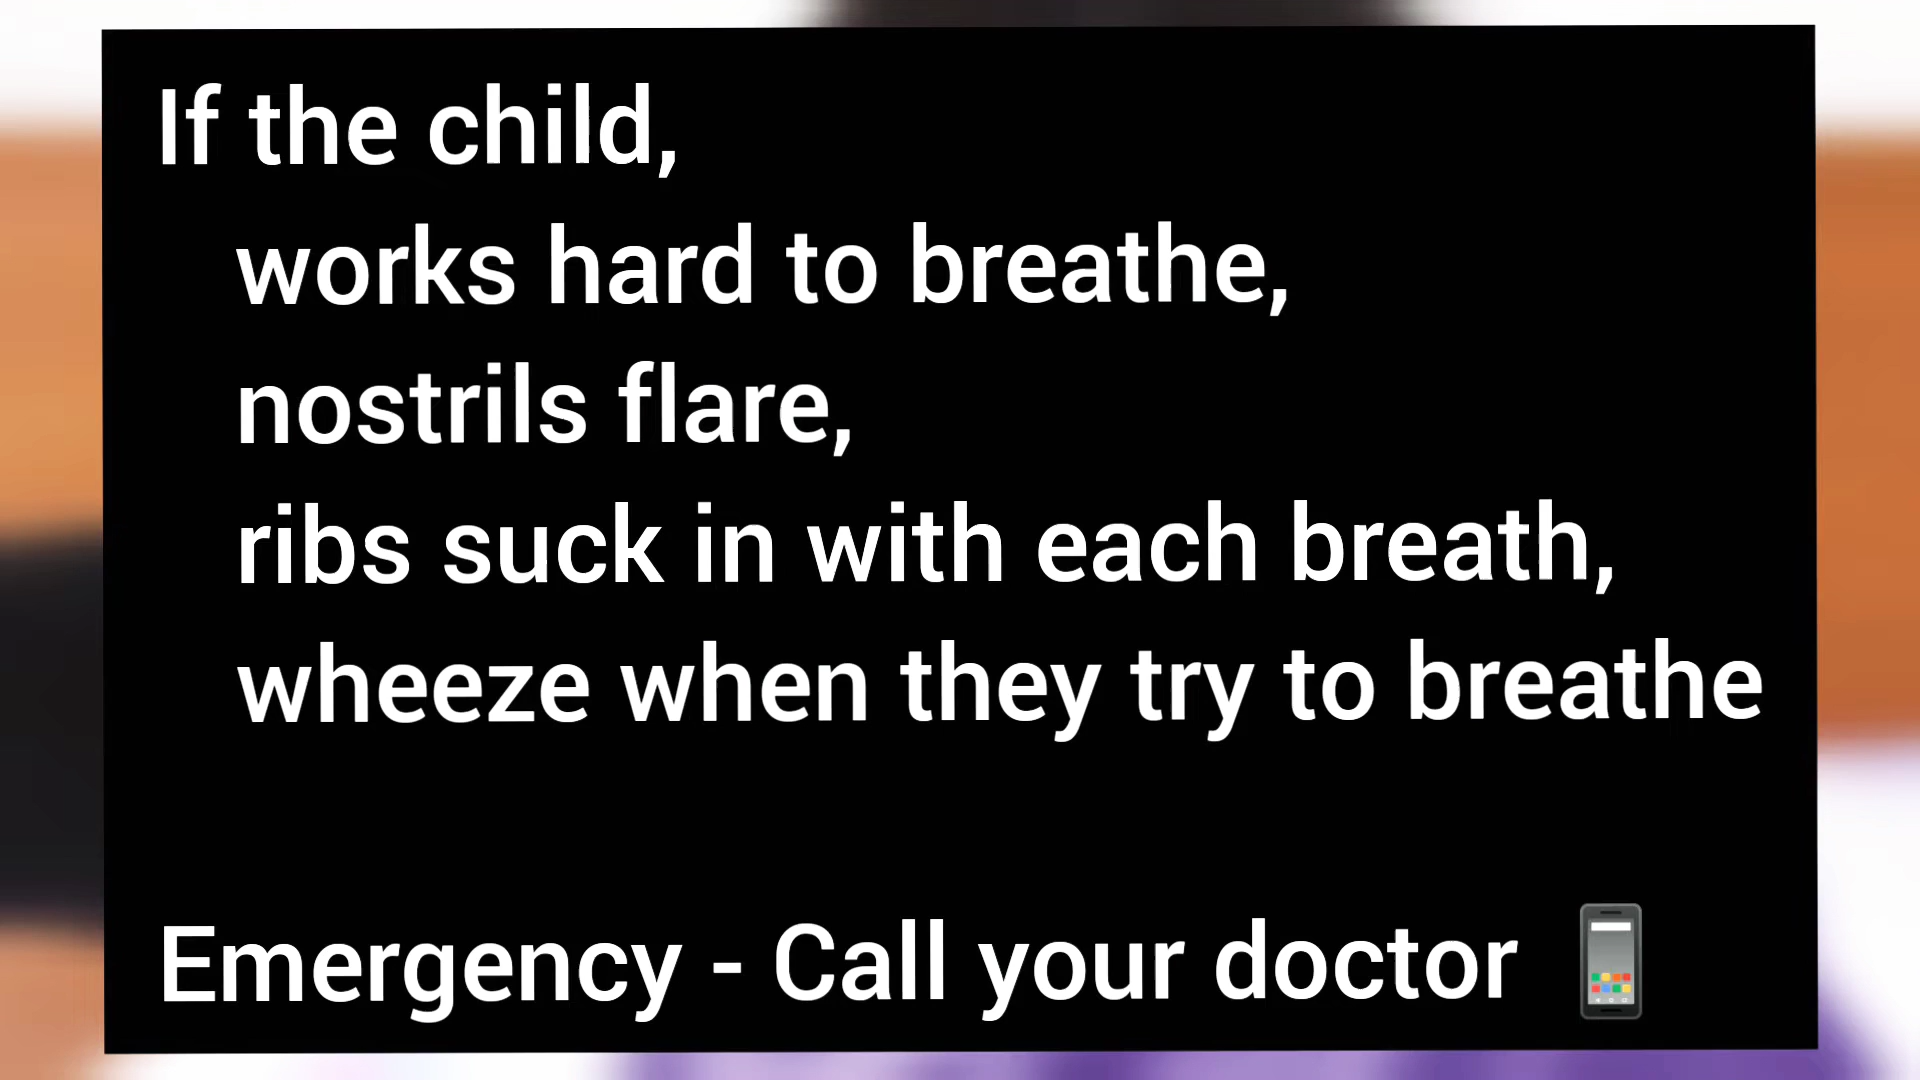 If the child,
works hard to breathe,
nostrils flare,
ribs suck in with each breath,
wheeze when they try to breathe
Emergency - Call your doctor 📱